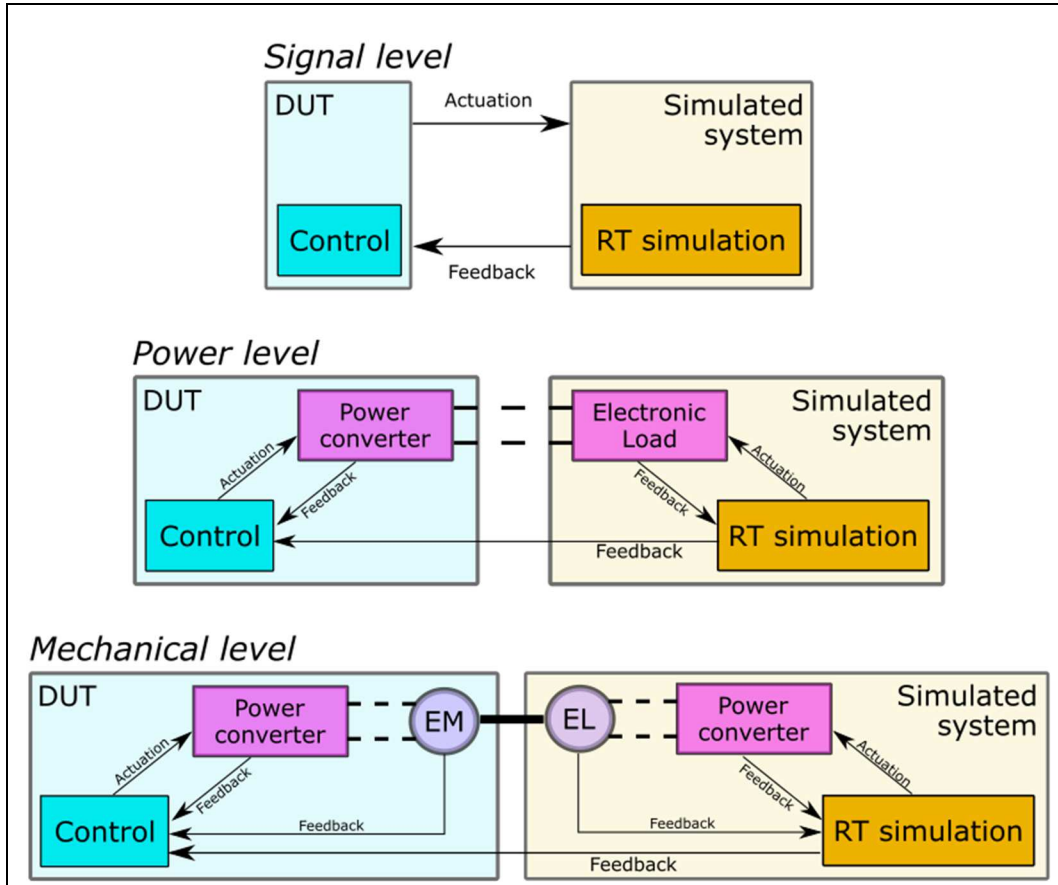 Signal level
DUT
Actuation
Simulated
system
Control
RT simulation
Feedback
Power level
DUT
Power
converter
Electronic
Load
Simulated
system
Actuation
Feedback
Feedback
Actuation
Control
Feedback
RT simulation
Mechanical level
DUT
Power
converter
EM
EL
Power
converter
Simulated
system
Actuation
Feedback
Feedback
Actuation
Control
Feedback
Feedback
RT simulation
Feedback